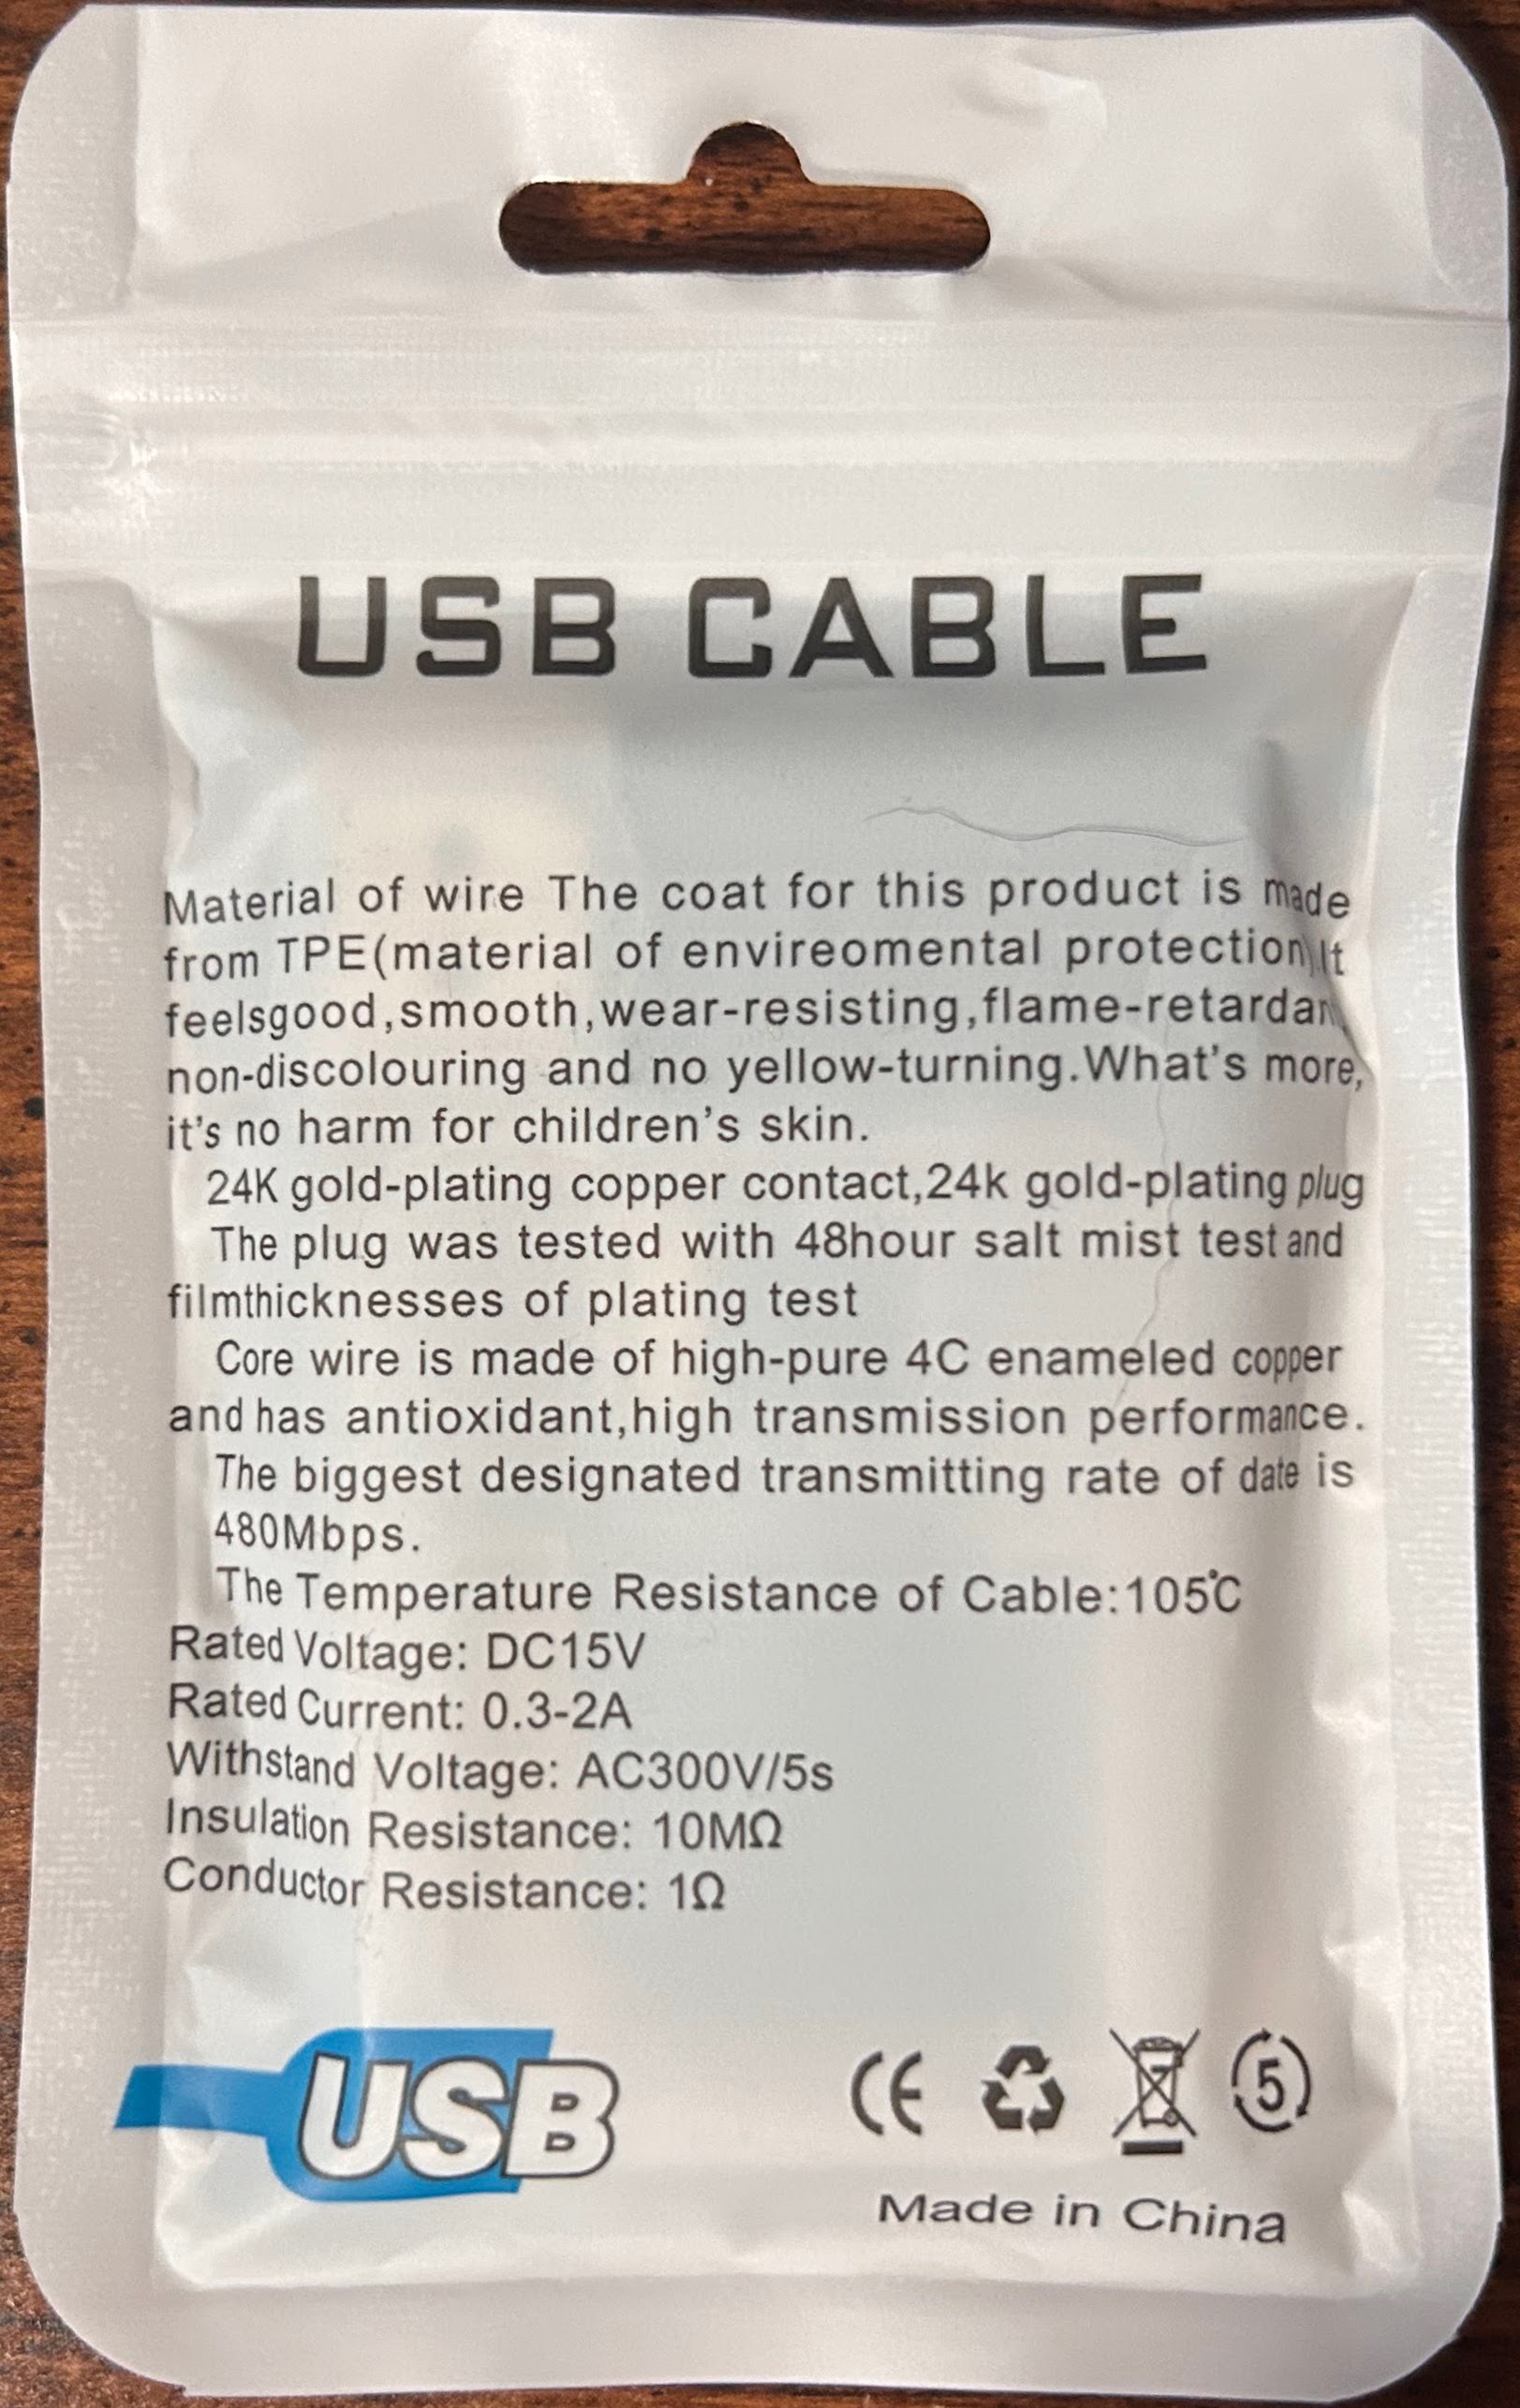 USB CABLE
Material of wire The coat for this product is made
from TPE(material of envireomental protection)It
feelsgood,smooth,wear-resisting,flame-retardan,
non-discolouring and no yellow-turning.What's more,
it's no harm for children's skin.
24K gold-plating copper contact,24k gold-plating plug
The plug was tested with 48hour salt mist test and
filmthicknesses of plating test
Core wire is made of high-pure 4C enameled copper
and has antioxidant,high transmission performance.
The biggest designated transmitting rate of date is
480Mbps.
The Temperature Resistance of Cable:105℃
Rated Voltage: DC15V
Rated Current: 0.3-2A
Withstand Voltage: AC300V/5s
Insulation Resistance: 10MΩ
Conductor Resistance: 1Ω
USB
CE 5
Made in China